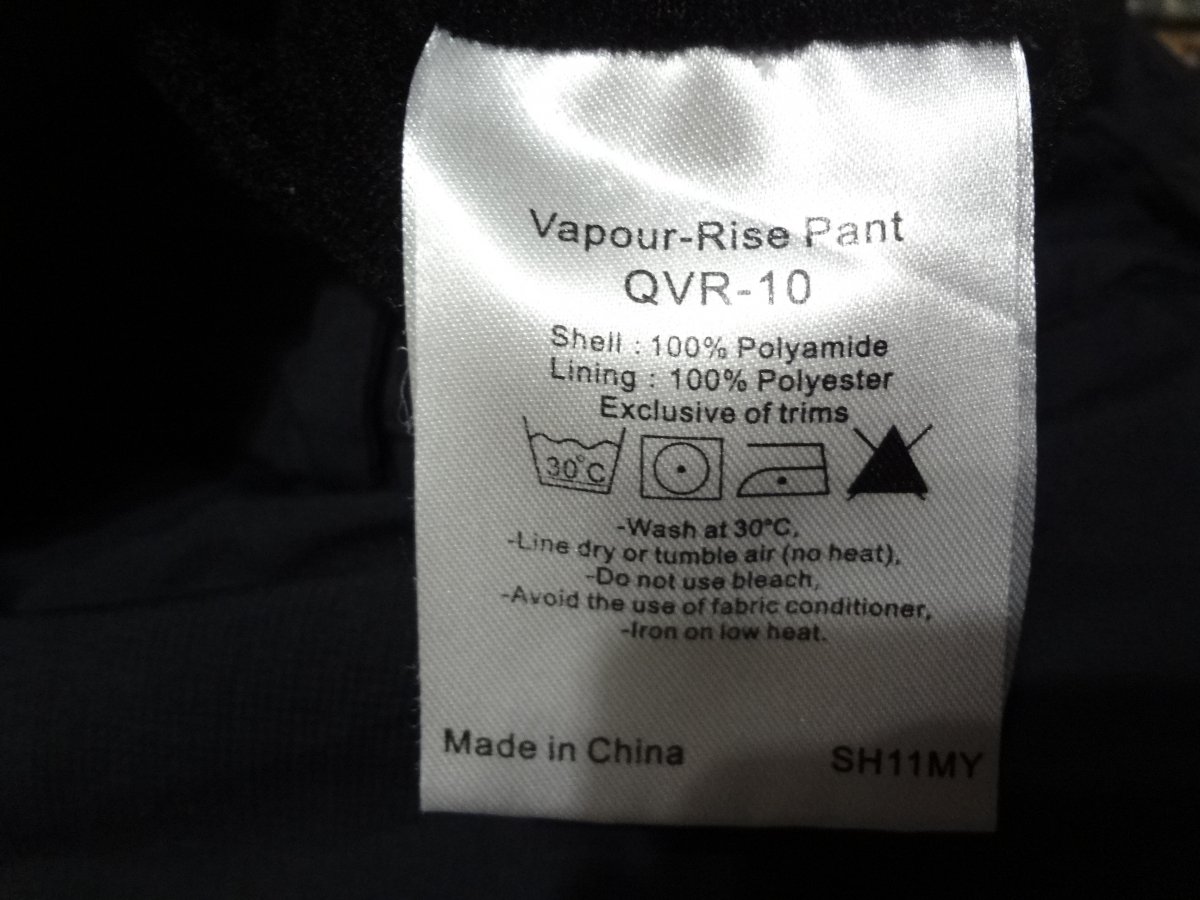 Vapour-Rise Pant
QVR-10
Shell : 100% Polyamide
Lining : 100% Polyester
Exclusive of trims
30°C
-Wash at 30°C,
-Line dry or tumble air (no heat),
-Do not use bleach,
-Avoid the use of fabric conditioner,
-Iron on low heat.
Made in China SH11MY